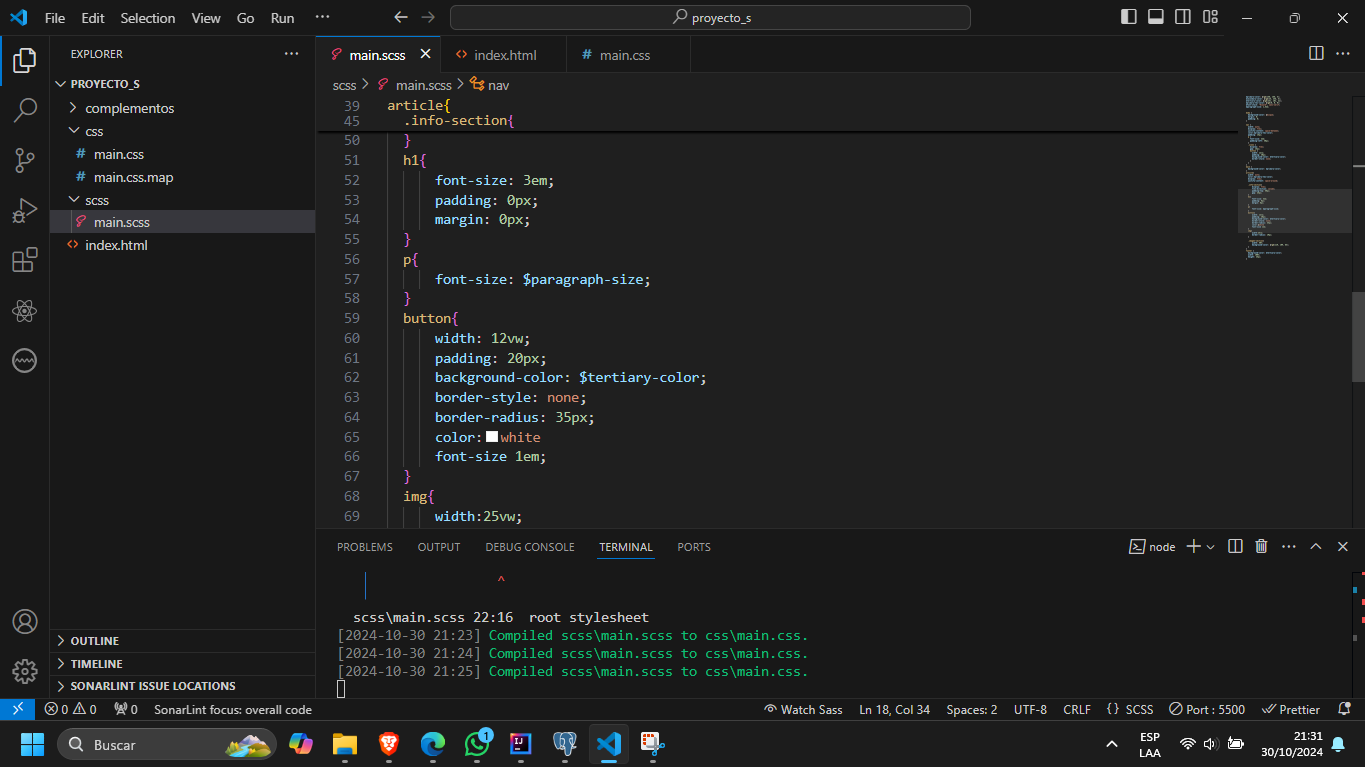 File Edit Selection View Go Run ··· proyecto_s
EXPLORER ···
PROYECTO_S
complementos
css
# main.css
# main.css.map
scss
main.scss
<> index.html
OUTLINE
TIMELINE
SONARLINT ISSUE LOCATIONS
main.scss <> index.html # main.css ···
scss > main.scss > nav
39 article{
45 .info-section{
50 }
51 h1{
52 font-size: 3em;
53 padding: 0px;
54 margin: 0px;
55 }
56 p{
57 font-size: $paragraph-size;
58 }
59 button{
60 width: 12vw;
61 padding: 20px;
62 background-color: $tertiary-color;
63 border-style: none;
64 border-radius: 35px;
65 color: white
66 font-size 1em;
67 }
68 img{
69 width:25vw;
PROBLEMS OUTPUT DEBUG CONSOLE TERMINAL PORTS node ···
^
scss\main.scss 22:16 root stylesheet
[2024-10-30 21:23] Compiled scss\main.scss to css\main.css.
[2024-10-30 21:24] Compiled scss\main.scss to css\main.css.
[2024-10-30 21:25] Compiled scss\main.scss to css\main.css.
0 0 0 SonarLint focus: overall code Watch Sass Ln 18, Col 34 Spaces: 2 UTF-8 CRLF {} SCSS Port : 5500 Prettier
Buscar 1 ESP LAA 21:31 30/10/2024